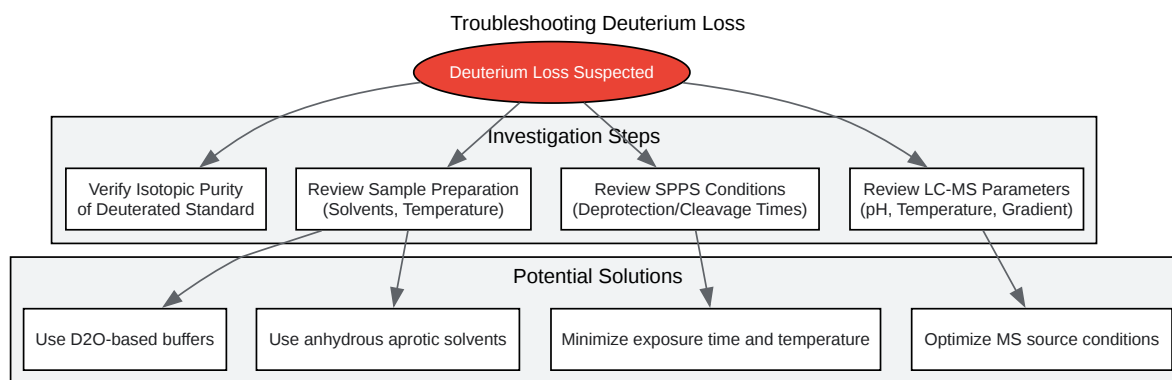 Troubleshooting Deuterium Loss
Deuterium Loss Suspected
Investigation Steps
Verify Isotopic Purity
of Deuterated Standard
Review Sample Preparation
(Solvents, Temperature)
Review SPPS Conditions
(Deprotection/Cleavage Times)
Review LC-MS Parameters
(pH, Temperature, Gradient)
Potential Solutions
Use D2O-based buffers
Use anhydrous aprotic solvents
Minimize exposure time and temperature
Optimize MS source conditions